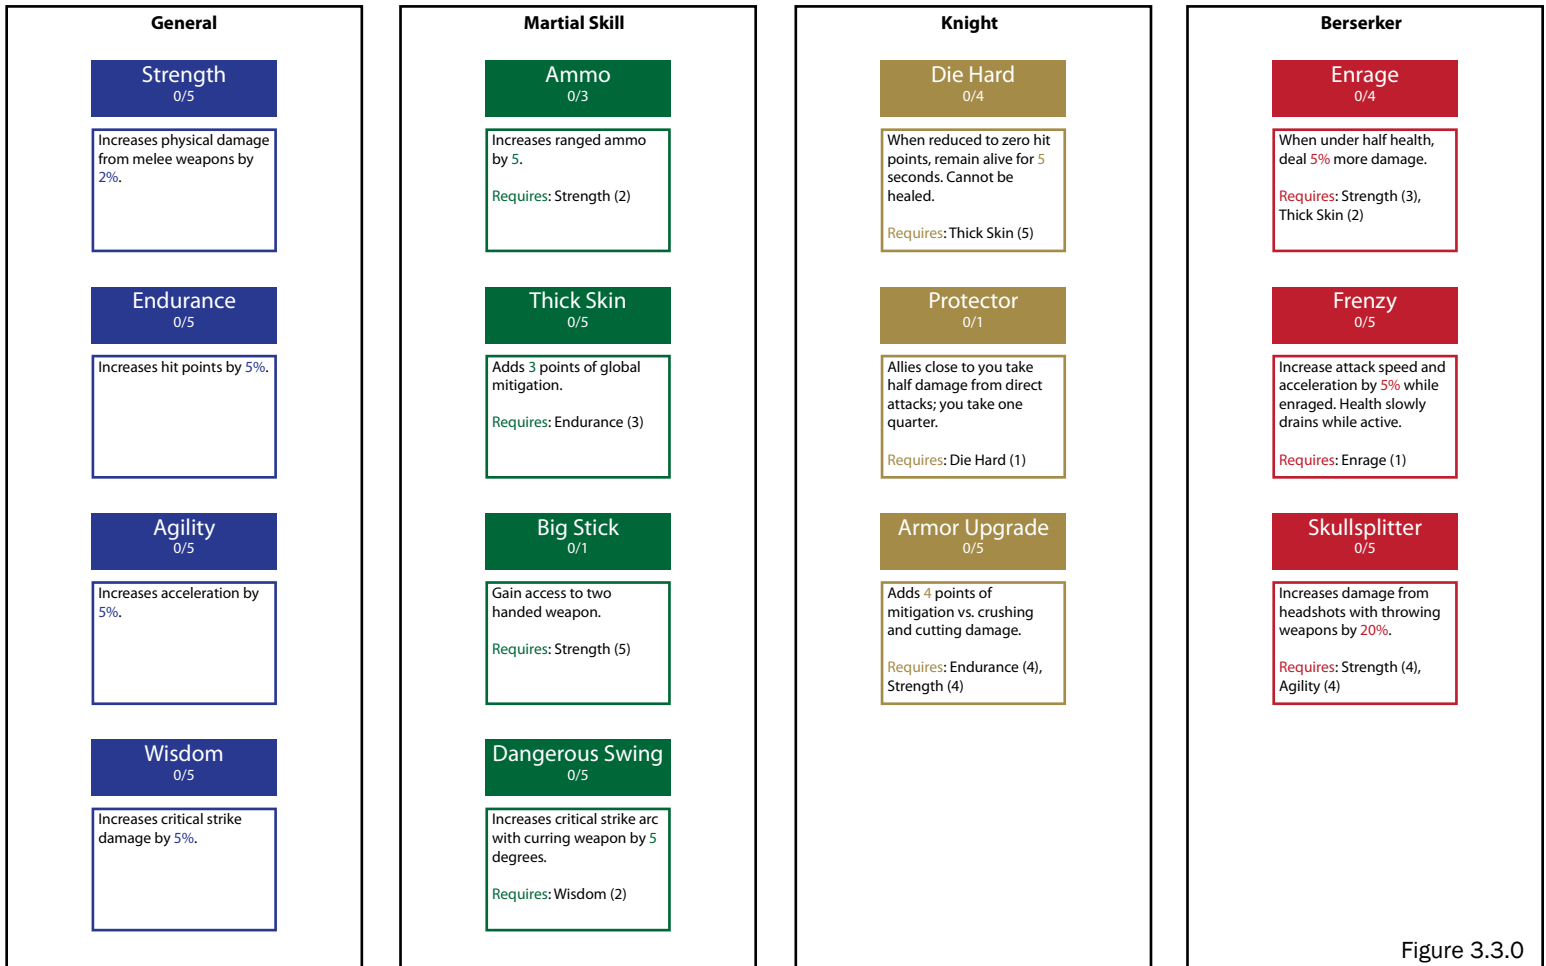 General
Strength
0/5
Increases physical damage
from melee weapons by
2%.
Endurance
0/5
Increases hit points by 5%.
Agility
0/5
Increases acceleration by
5%.
Wisdom
0/5
Increases critical strike
damage by 5%.
Martial Skill
Ammo
0/3
Increases ranged ammo
by 5.
Requires: Strength (2)
Thick Skin
0/5
Adds 3 points of global
mitigation.
Requires: Endurance (3)
Big Stick
0/1
Gain access to two
handed weapon.
Requires: Strength (5)
Dangerous Swing
0/5
Increases critical strike arc
with curring weapon by 5
degrees.
Requires: Wisdom (2)
Knight
Die Hard
0/4
When reduced to zero hit
points, remain alive for 5
seconds. Cannot be
healed.
Requires: Thick Skin (5)
Protector
0/1
Allies close to you take
half damage from direct
attacks; you take one
quarter.
Requires: Die Hard (1)
Armor Upgrade
0/5
Adds 4 points of
mitigation vs. crushing
and cutting damage.
Requires: Endurance (4),
Strength (4)
Berserker
Enrage
0/4
When under half health,
deal 5% more damage.
Requires: Strength (3),
Thick Skin (2)
Frenzy
0/5
Increase attack speed and
acceleration by 5% while
enraged. Health slowly
drains while active.
Requires: Enrage (1)
Skullsplitter
0/5
Increases damage from
headshots with throwing
weapons by 20%.
Requires: Strength (4),
Agility (4)
Figure 3.3.0